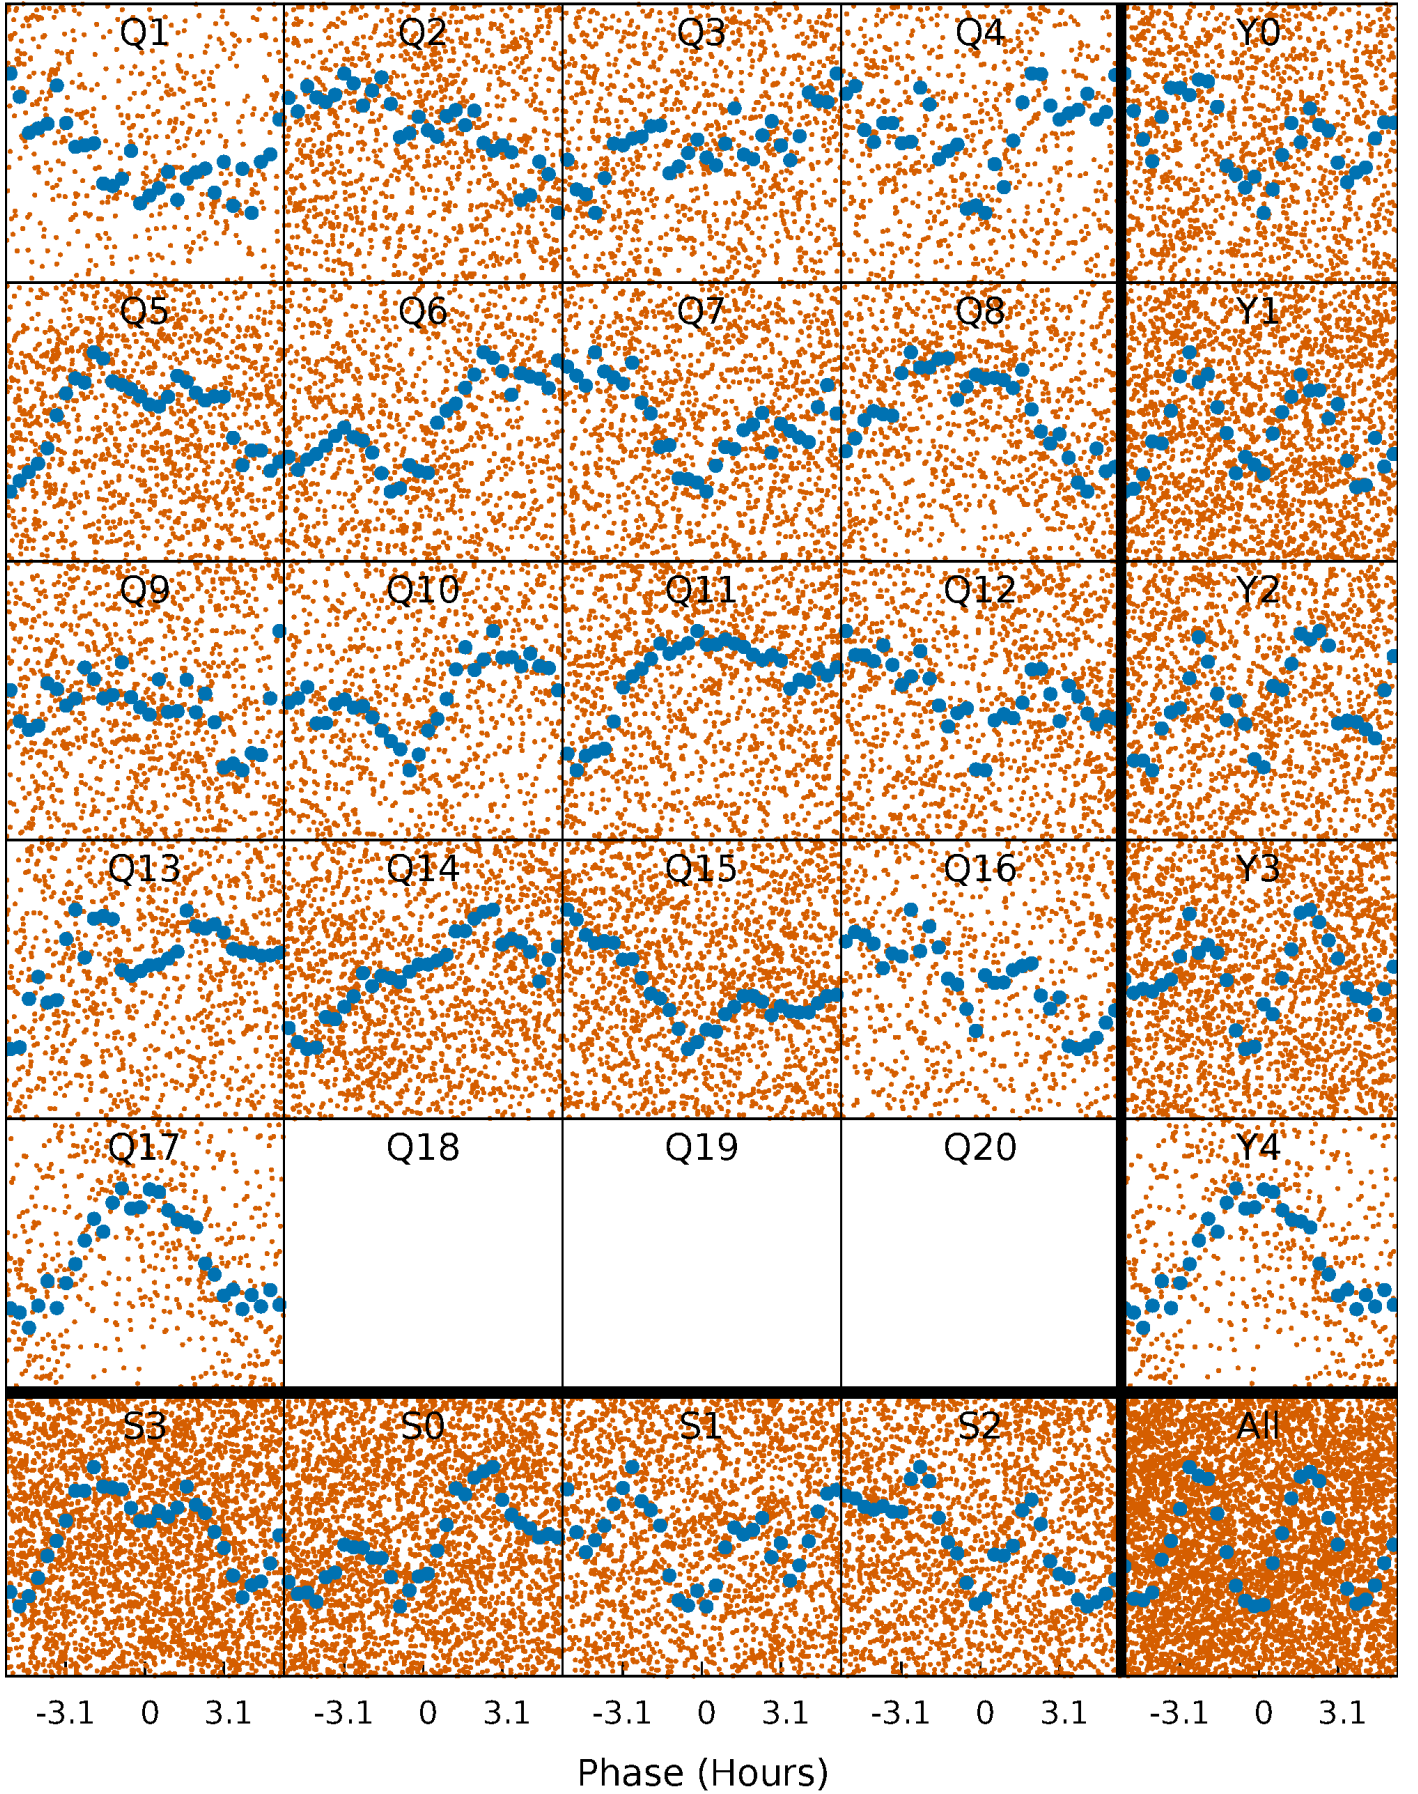 Q1 Q2 Q3 Q4 Y0
Q5 Q6 Q7 Q8 Y1
Q9 Q10 Q11 Q12 Y2
Q13 Q14 Q15 Q16 Y3
Q17 Q18 Q19 Q20 Y4
S3 S0 S1 S2 All
-3.1 0 3.1 -3.1 0 3.1 -3.1 0 3.1 -3.1 0 3.1 -3.1 0 3.1
Phase (Hours)